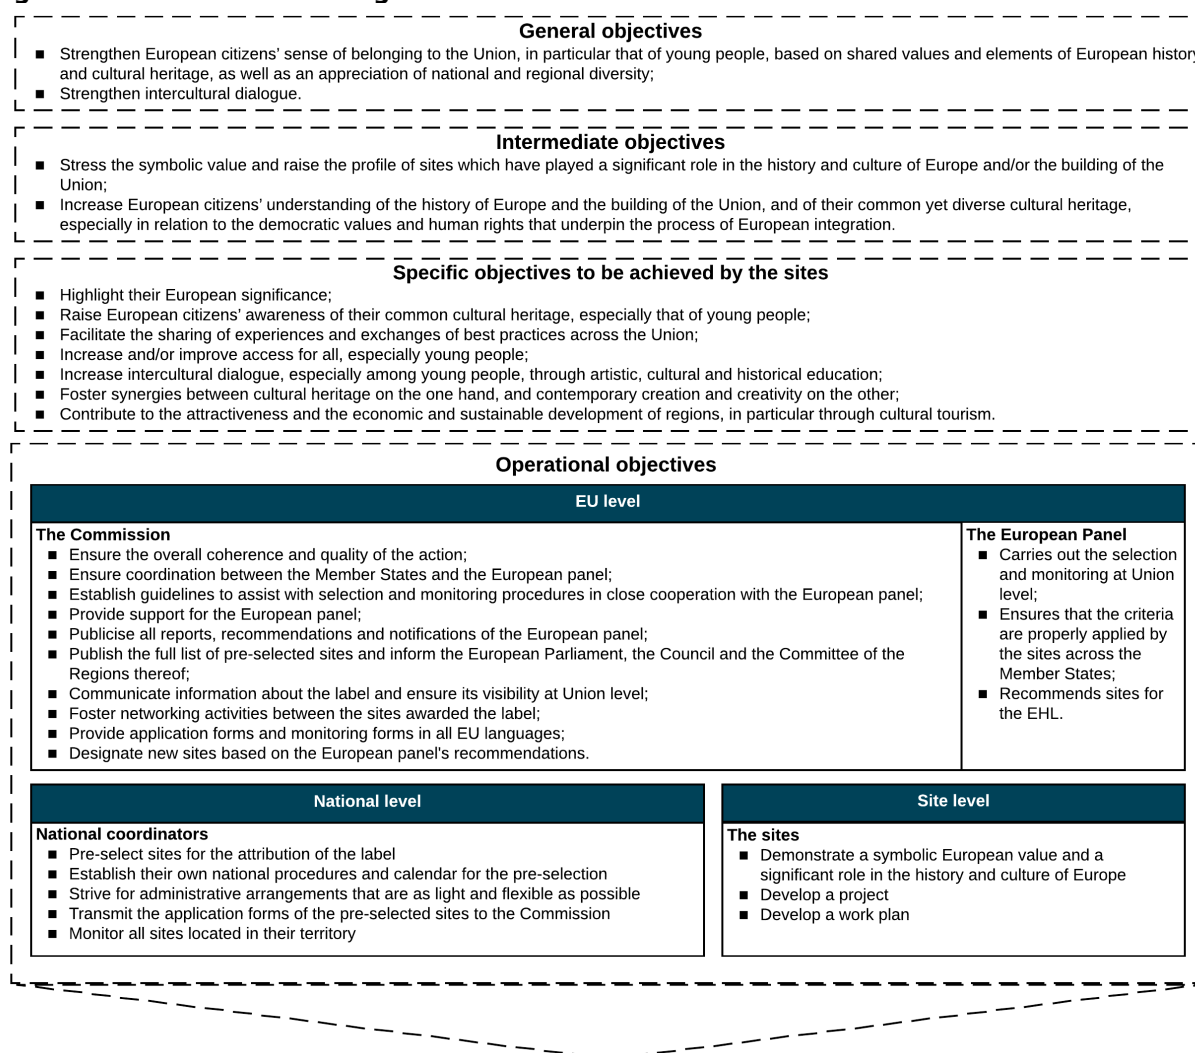 General objectives
■ Strengthen European citizens’ sense of belonging to the Union, in particular that of young people, based on shared values and elements of European history
and cultural heritage, as well as an appreciation of national and regional diversity;
■ Strengthen intercultural dialogue.
Intermediate objectives
■ Stress the symbolic value and raise the profile of sites which have played a significant role in the history and culture of Europe and/or the building of the
Union;
■ Increase European citizens’ understanding of the history of Europe and the building of the Union, and of their common yet diverse cultural heritage,
especially in relation to the democratic values and human rights that underpin the process of European integration.
Specific objectives to be achieved by the sites
■ Highlight their European significance;
■ Raise European citizens’ awareness of their common cultural heritage, especially that of young people;
■ Facilitate the sharing of experiences and exchanges of best practices across the Union;
■ Increase and/or improve access for all, especially young people;
■ Increase intercultural dialogue, especially among young people, through artistic, cultural and historical education;
■ Foster synergies between cultural heritage on the one hand, and contemporary creation and creativity on the other;
■ Contribute to the attractiveness and the economic and sustainable development of regions, in particular through cultural tourism.
Operational objectives
EU level
The Commission
■ Ensure the overall coherence and quality of the action;
■ Ensure coordination between the Member States and the European panel;
■ Establish guidelines to assist with selection and monitoring procedures in close cooperation with the European panel;
■ Provide support for the European panel;
■ Publicise all reports, recommendations and notifications of the European panel;
■ Publish the full list of pre-selected sites and inform the European Parliament, the Council and the Committee of the
Regions thereof;
■ Communicate information about the label and ensure its visibility at Union level;
■ Foster networking activities between the sites awarded the label;
■ Provide application forms and monitoring forms in all EU languages;
■ Designate new sites based on the European panel's recommendations.
The European Panel
■ Carries out the selection
and monitoring at Union
level;
■ Ensures that the criteria
are properly applied by
the sites across the
Member States;
■ Recommends sites for
the EHL.
National level
National coordinators
■ Pre-select sites for the attribution of the label
■ Establish their own national procedures and calendar for the pre-selection
■ Strive for administrative arrangements that are as light and flexible as possible
■ Transmit the application forms of the pre-selected sites to the Commission
■ Monitor all sites located in their territory
Site level
The sites
■ Demonstrate a symbolic European value and a
significant role in the history and culture of Europe
■ Develop a project
■ Develop a work plan